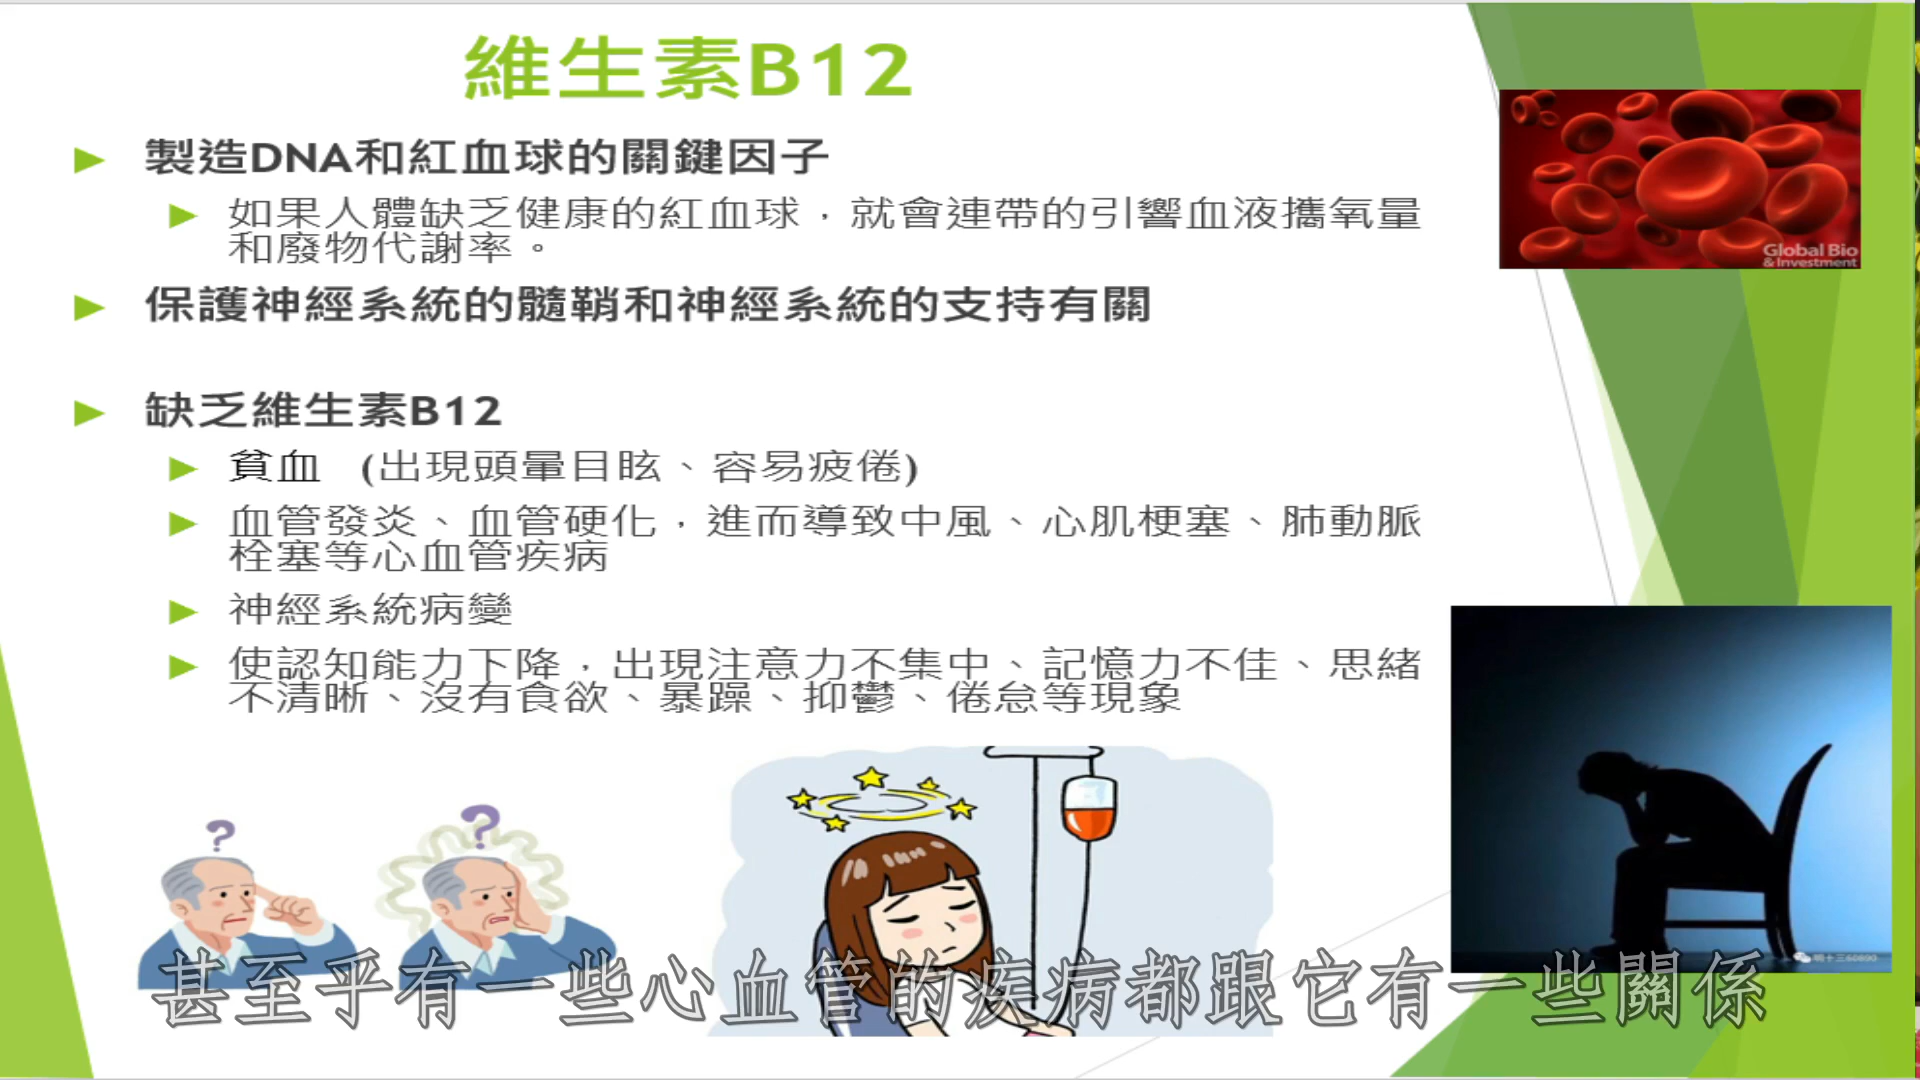 維生素B12
製造DNA和紅血球的關鍵因子
如果人體缺乏健康的紅血球，就會連帶的引響血液攜氧量
和廢物代謝率。
保護神經系統的髓鞘和神經系統的支持有關
缺乏維生素B12
貧血 (出現頭暈目眩、容易疲倦)
血管發炎、血管硬化，進而導致中風、心肌梗塞、肺動脈
栓塞等心血管疾病
神經系統病變
使認知能力下降，出現注意力不集中、記憶力不佳、思緒
不清晰、沒有食欲、暴躁、抑鬱、倦怠等現象
Global Bio
& Investment
?
?
甚至乎有一些心血管的疾病都跟它有一些關係